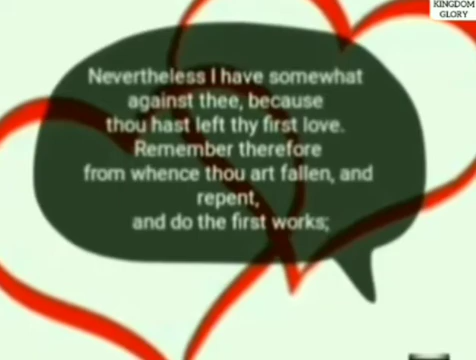 KINGDOM
GLORY
Nevertheless I have somewhat
against thee, because
thou hast left thy first love.
Remember therefore
from whence thou art fallen, and
repent,
and do the first works;